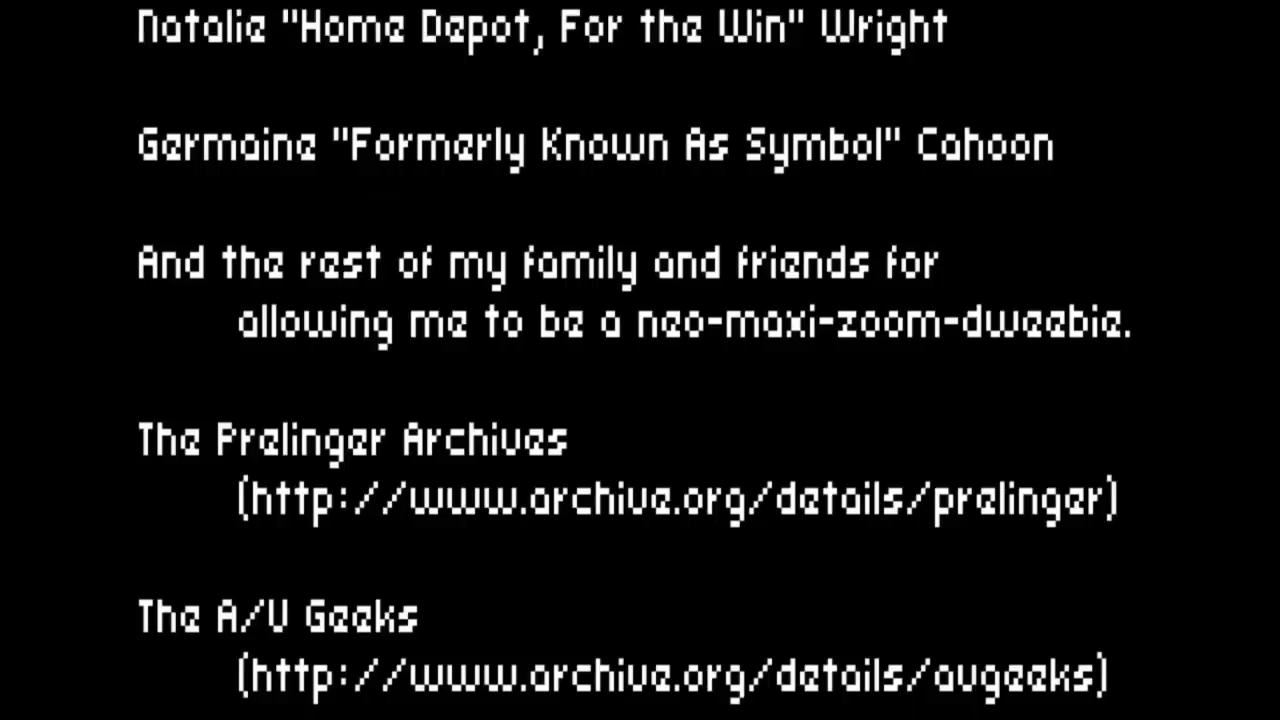 Natalie "Home Depot, For the Win" Wright
Germaine "Formerly Known As Symbol" Cahoon
And the rest of my family and friends for
allowing me to be a neo-maxi-zoom-dweebie.
The Prelinger Archives
(http://www.archive.org/details/prelinger)
The A/V Geeks
(http://www.archive.org/details/avgeeks)